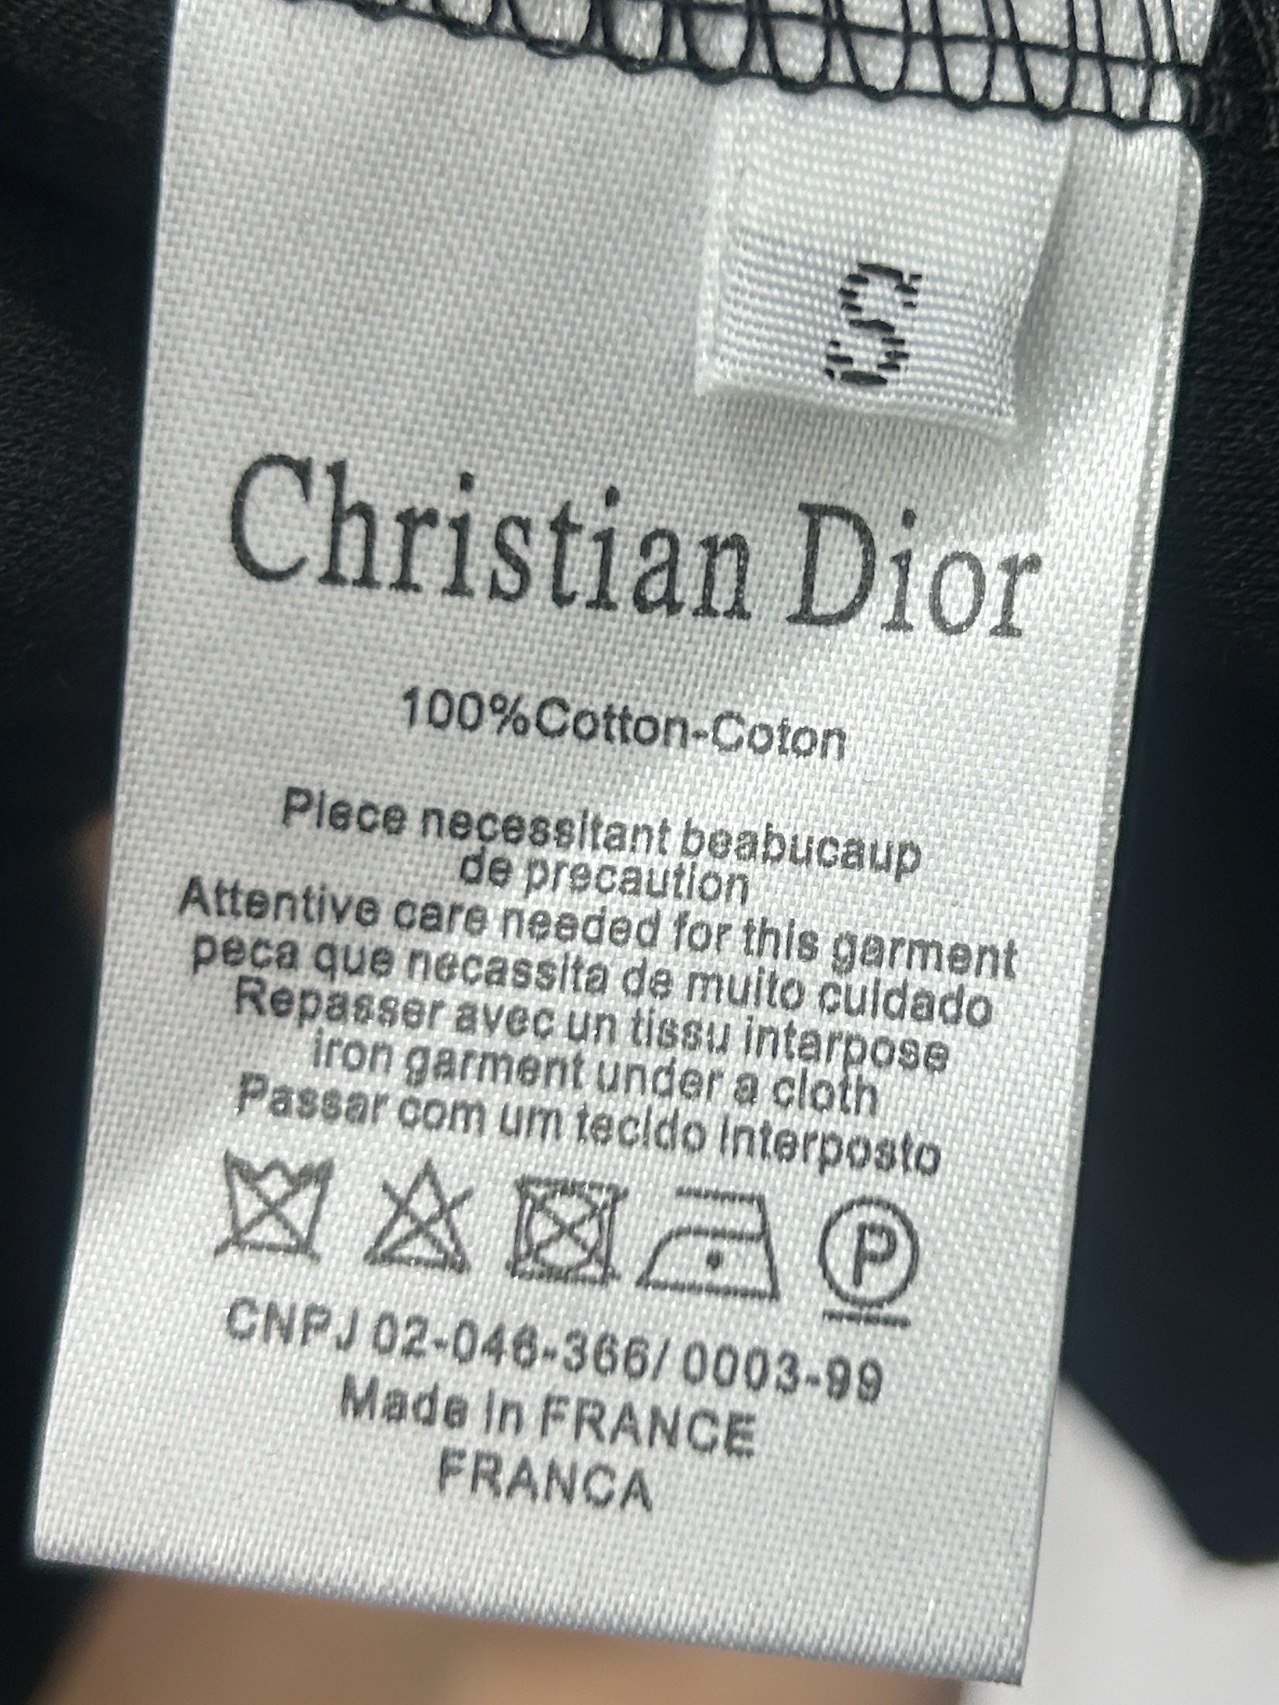 S
Christian Dior
100%Cotton-Coton
Piece necessitant beabucaup
de precaution
Attentive care needed for this garment
peca que necassita de muito cuidado
Repasser avec un tissu intarpose
iron garment under a cloth
Passar com um tecido interposto
P
CNPJ 02-046-366/0003-99
Made in FRANCE
FRANCA